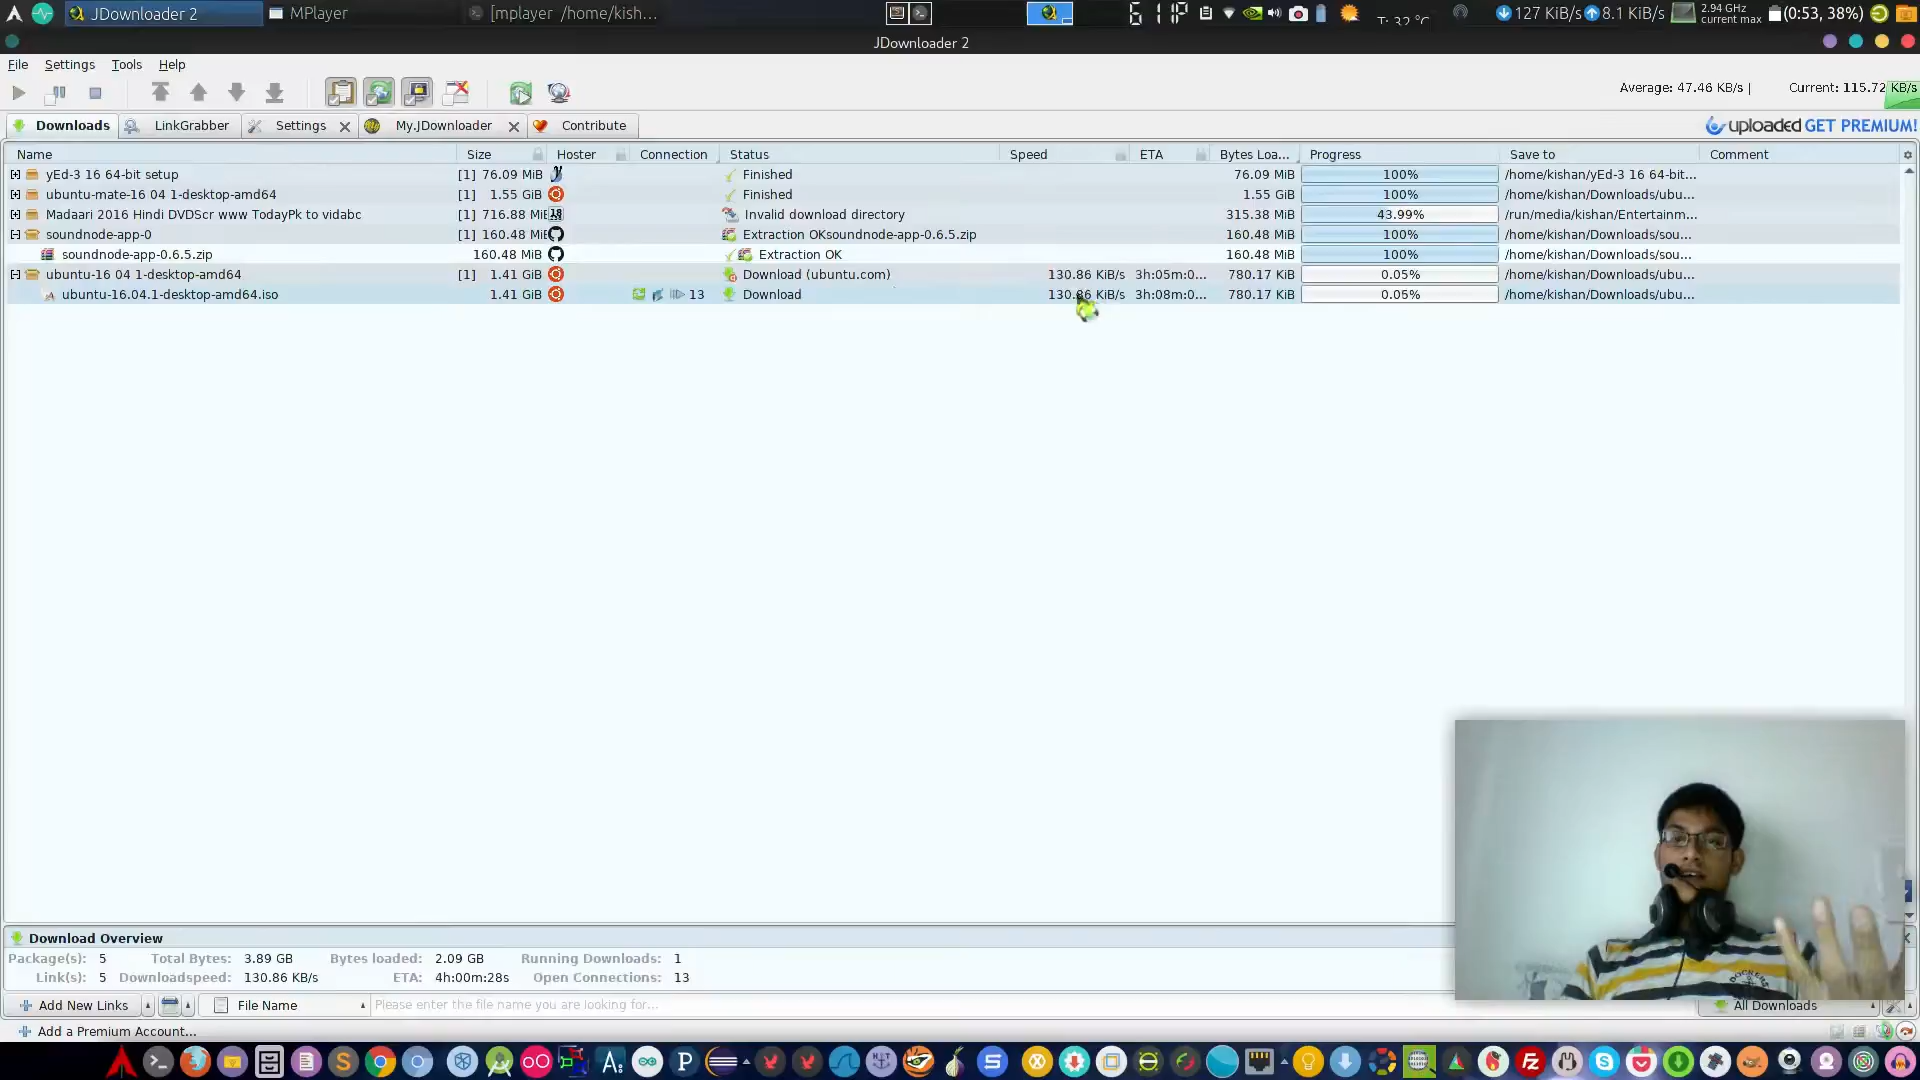 JDownloader 2 MPlayer [mplayer /home/kish... 127 KiB/s 8.1 KiB/s 2.94 GHz current max (0:53, 38%)
JDownloader 2
File Settings Tools Help
Average: 47.46 KB/s | Current: 115.72 KB/s
Downloads LinkGrabber Settings My.JDownloader Contribute uploaded GET PREMIUM!
Name Size Hoster Connection Status Speed ETA Bytes Loa... Progress Save to Comment
yEd-3 16 64-bit setup [1] 76.09 MiB Finished 76.09 MiB 100% /home/kishan/yEd-3 16 64-bit...
ubuntu-mate-16 04 1-desktop-amd64 [1] 1.55 GiB Finished 1.55 GiB 100% /home/kishan/Downloads/ubu...
Madaari 2016 Hindi DVDScr www TodayPk to vidabc [1] 716.88 MiB Invalid download directory 315.38 MiB 43.99% /run/media/kishan/Entertainm...
soundnode-app-0 [1] 160.48 MiB Extraction OKsoundnode-app-0.6.5.zip 160.48 MiB 100% /home/kishan/Downloads/sou...
soundnode-app-0.6.5.zip 160.48 MiB Extraction OK 160.48 MiB 100% /home/kishan/Downloads/sou...
ubuntu-16 04 1-desktop-amd64 [1] 1.41 GiB Download (ubuntu.com) 130.86 KiB/s 3h:05m:0... 780.17 KiB 0.05% /home/kishan/Downloads/ubu...
ubuntu-16.04.1-desktop-amd64.iso 1.41 GiB 13 Download 130.86 KiB/s 3h:08m:0... 780.17 KiB 0.05% /home/kishan/Downloads/ubu...
Download Overview
Package(s): 5 Total Bytes: 3.89 GB Bytes loaded: 2.09 GB Running Downloads: 1
Link(s): 5 Downloadspeed: 130.86 KB/s ETA: 4h:00m:28s Open Connections: 13
DOCKERS
Add New Links File Name Please enter the file name you are looking for... All Downloads
Add a Premium Account...